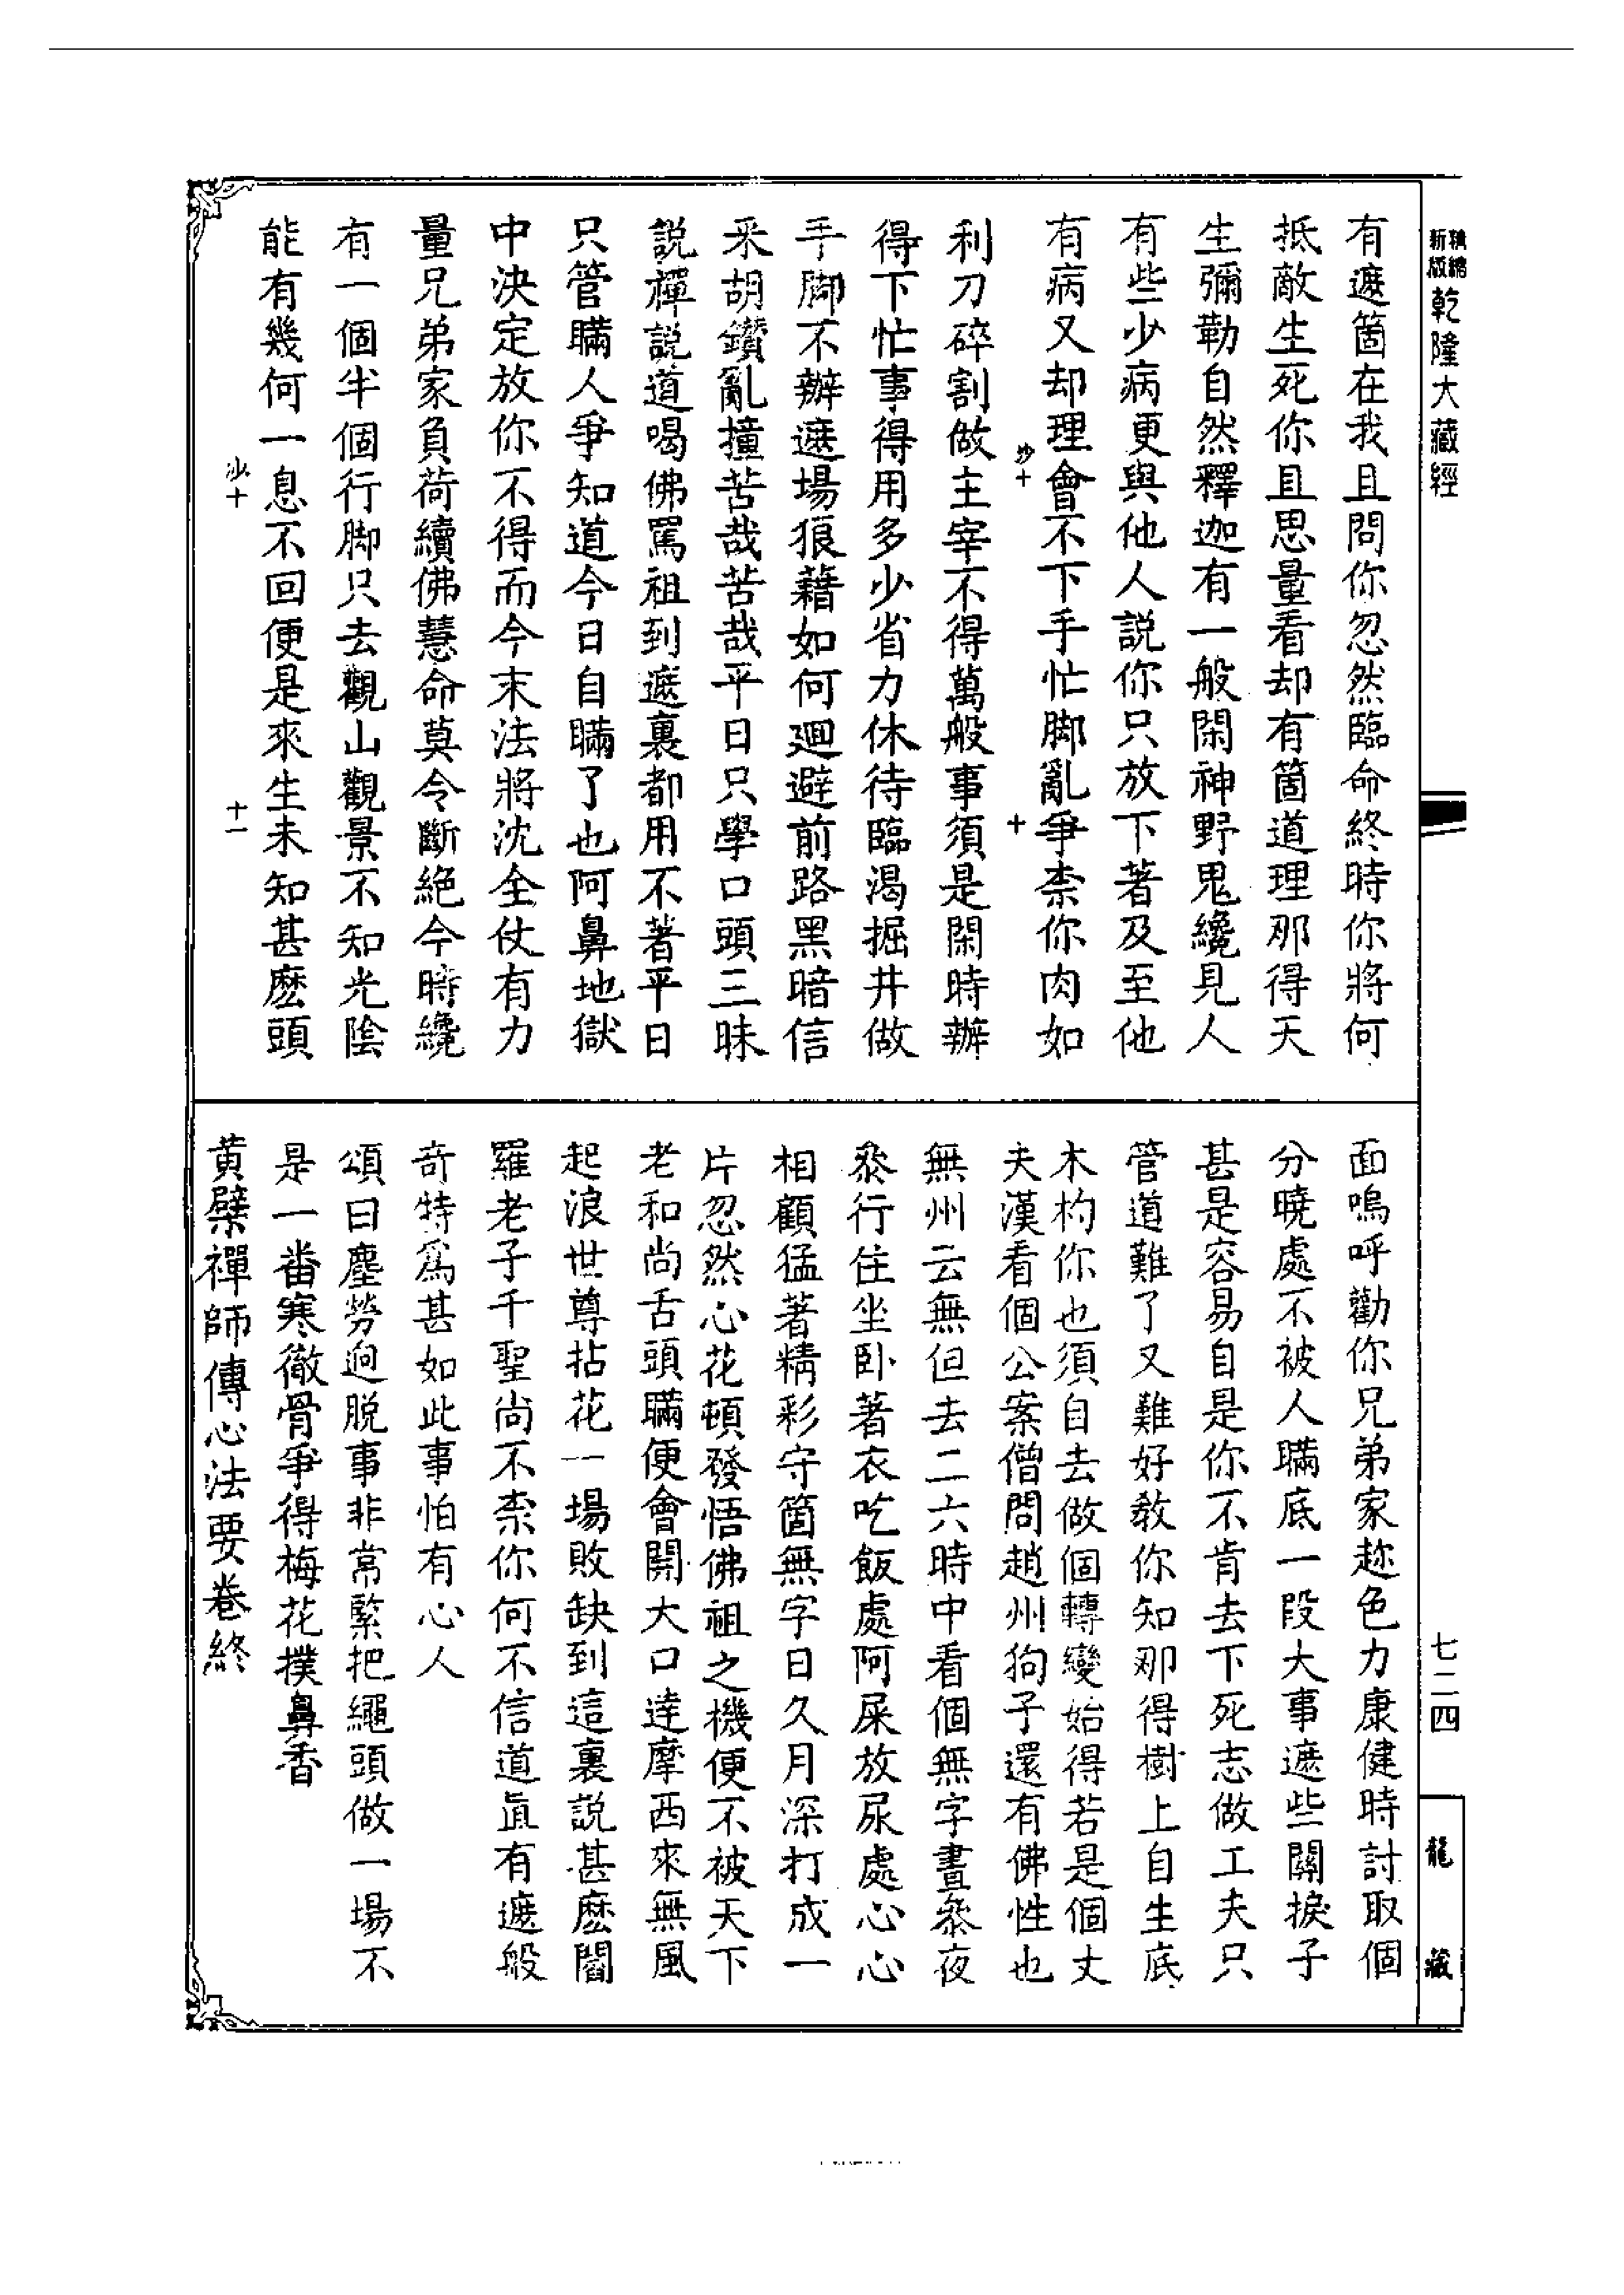 精縮新版乾隆大藏經
七二四
龍藏
有遮箇在我且問你忽然臨命終時你將何
抵敵生死你且思量看却有箇道理那得天
生彌勒自然釋迦有一般閑神野鬼纔見人
有些少病更與他人説你只放下著及至他
有病又却理會不下手忙脚亂爭柰你肉如
沙十 十
利刀碎割做主宰不得萬般事須是閑時辦
得下忙事得用多少省力休待臨渴掘井做
手脚不辦遮場狼藉如何廻避前路黑暗信
釆胡鑽亂撞苦哉苦哉平日只學口頭三昧
説禪説道喝佛罵祖到遮裏都用不著平日
只管瞞人爭知道今日自瞞了也阿鼻地獄
中決定放你不得而今末法將沈全仗有力
量兄弟家負荷續佛慧命莫令斷絕今時纔
有一個半個行脚只去觀山觀景不知光陰
能有幾何一息不回便是來生未知甚麽頭
沙十 十一
面嗚呼勸你兄弟家趂色力康健時討取個
分曉處不被人瞞底一段大事遮些關捩子
甚是容易自是你不肯去下死志做工夫只
管道難了又難好敎你知那得樹上自生底
木杓你也須自去做個轉變始得若是個丈
夫漢看個公案僧問趙州狗子還有佛性也
無州云無但去二六時中看個無字晝叅夜
叅行住坐卧著衣吃飯處阿屎放尿處心心
相顧猛著精彩守箇無字日久月深打成一
片忽然心花頓發悟佛祖之機便不被天下
老和尚舌頭瞞便會開大口達摩西來無風
起浪世尊拈花一場敗缺到這裏説甚麽閻
羅老子千聖尚不柰你何不信道眞有遮般
奇特爲甚如此事怕有心人
頌曰塵勞逈脱事非常緊把繩頭做一場不
是一番寒徹骨爭得梅花撲鼻香
黃檗禪師傳心法要卷終